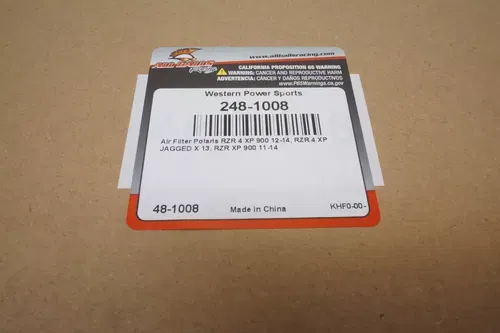 ALL BALLS
www.allballsracing.com
CALIFORNIA PROPOSITION 65 WARNING
WARNING: CANCER AND REPRODUCTIVE HARM
ADVERTENCIA: CÁNCER Y DAÑOS REPRODUCTIVOS
www.P65Warnings.ca.gov
Western Power Sports
248-1008
Air Filter Polaris RZR 4 XP 900 12-14, RZR 4 XP
JAGGED X 13, RZR XP 900 11-14
48-1008 Made in China KHF0-00-